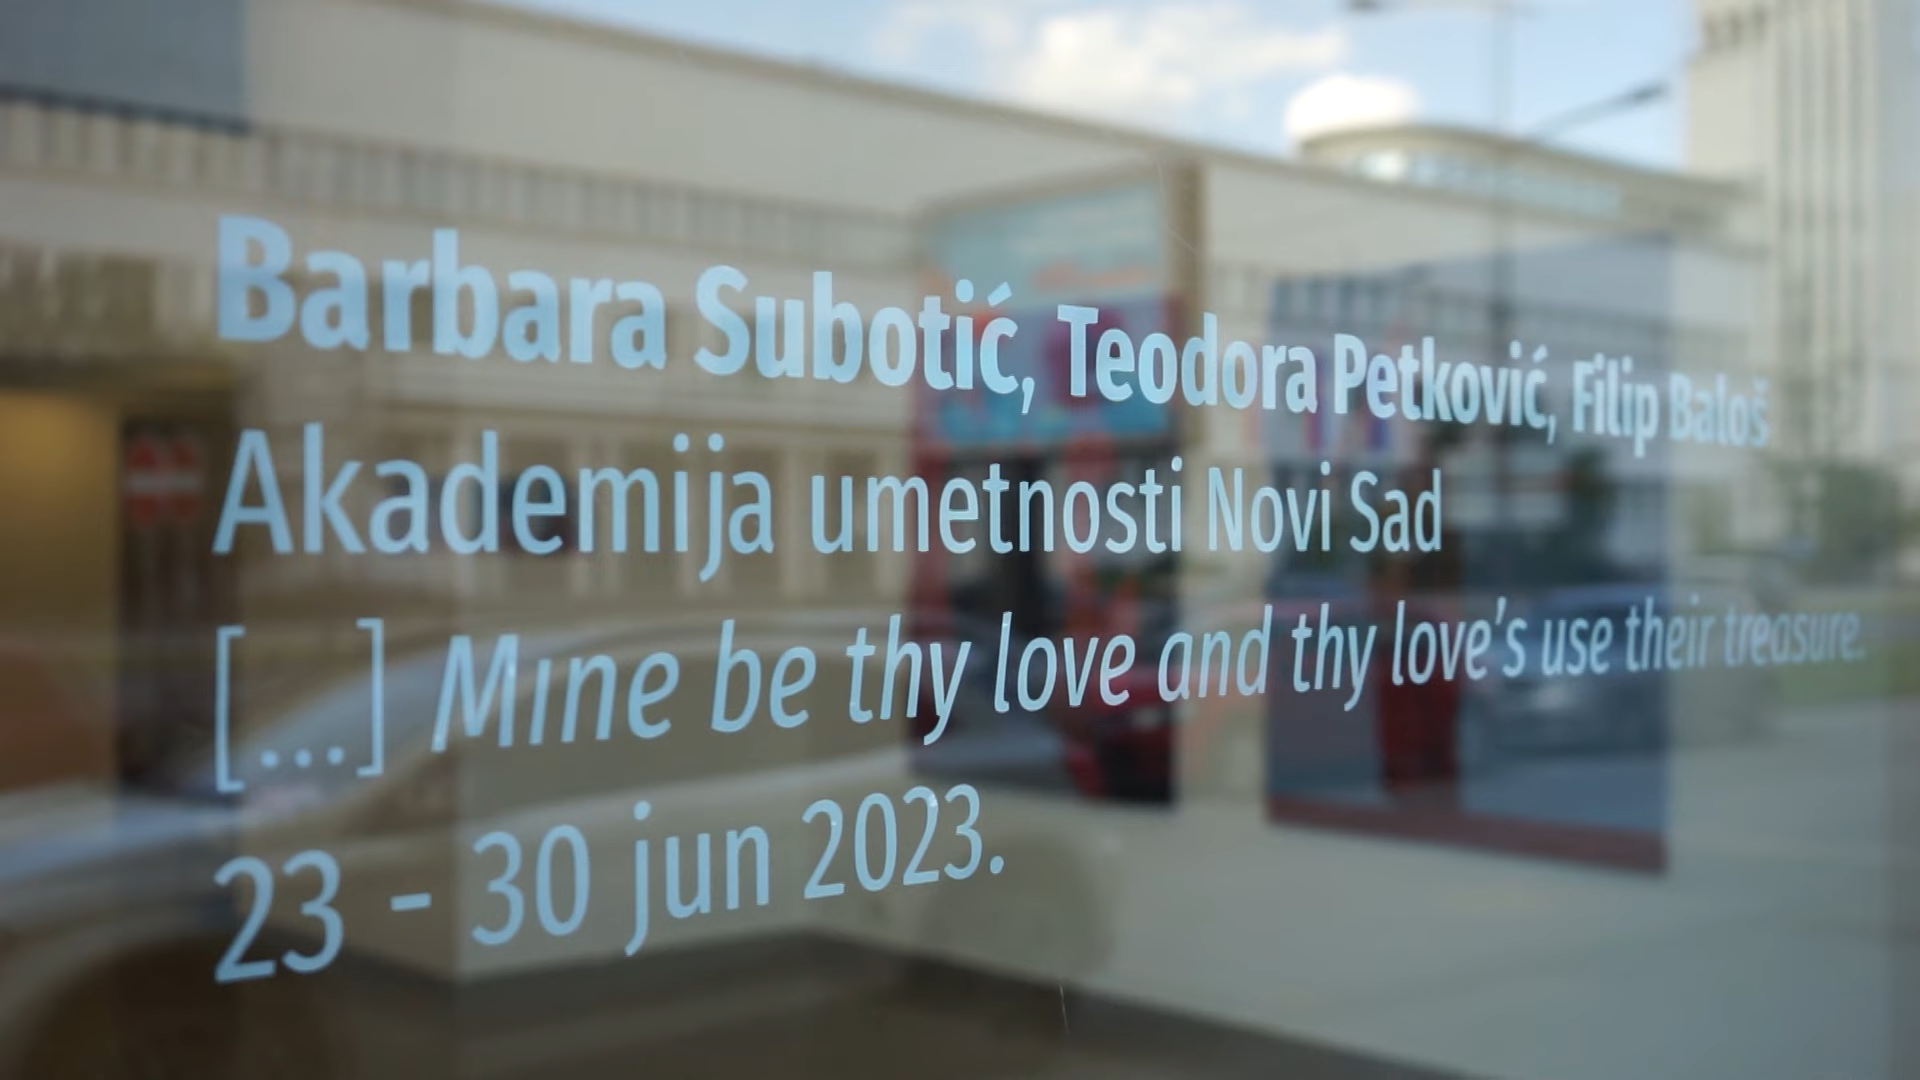 Barbara Subotić, Teodora Petković, Filip Baloš
Akademija umetnosti Novi Sad
[...] Mıne be thy love and thy love’s use their treasure.
23 - 30 jun 2023.